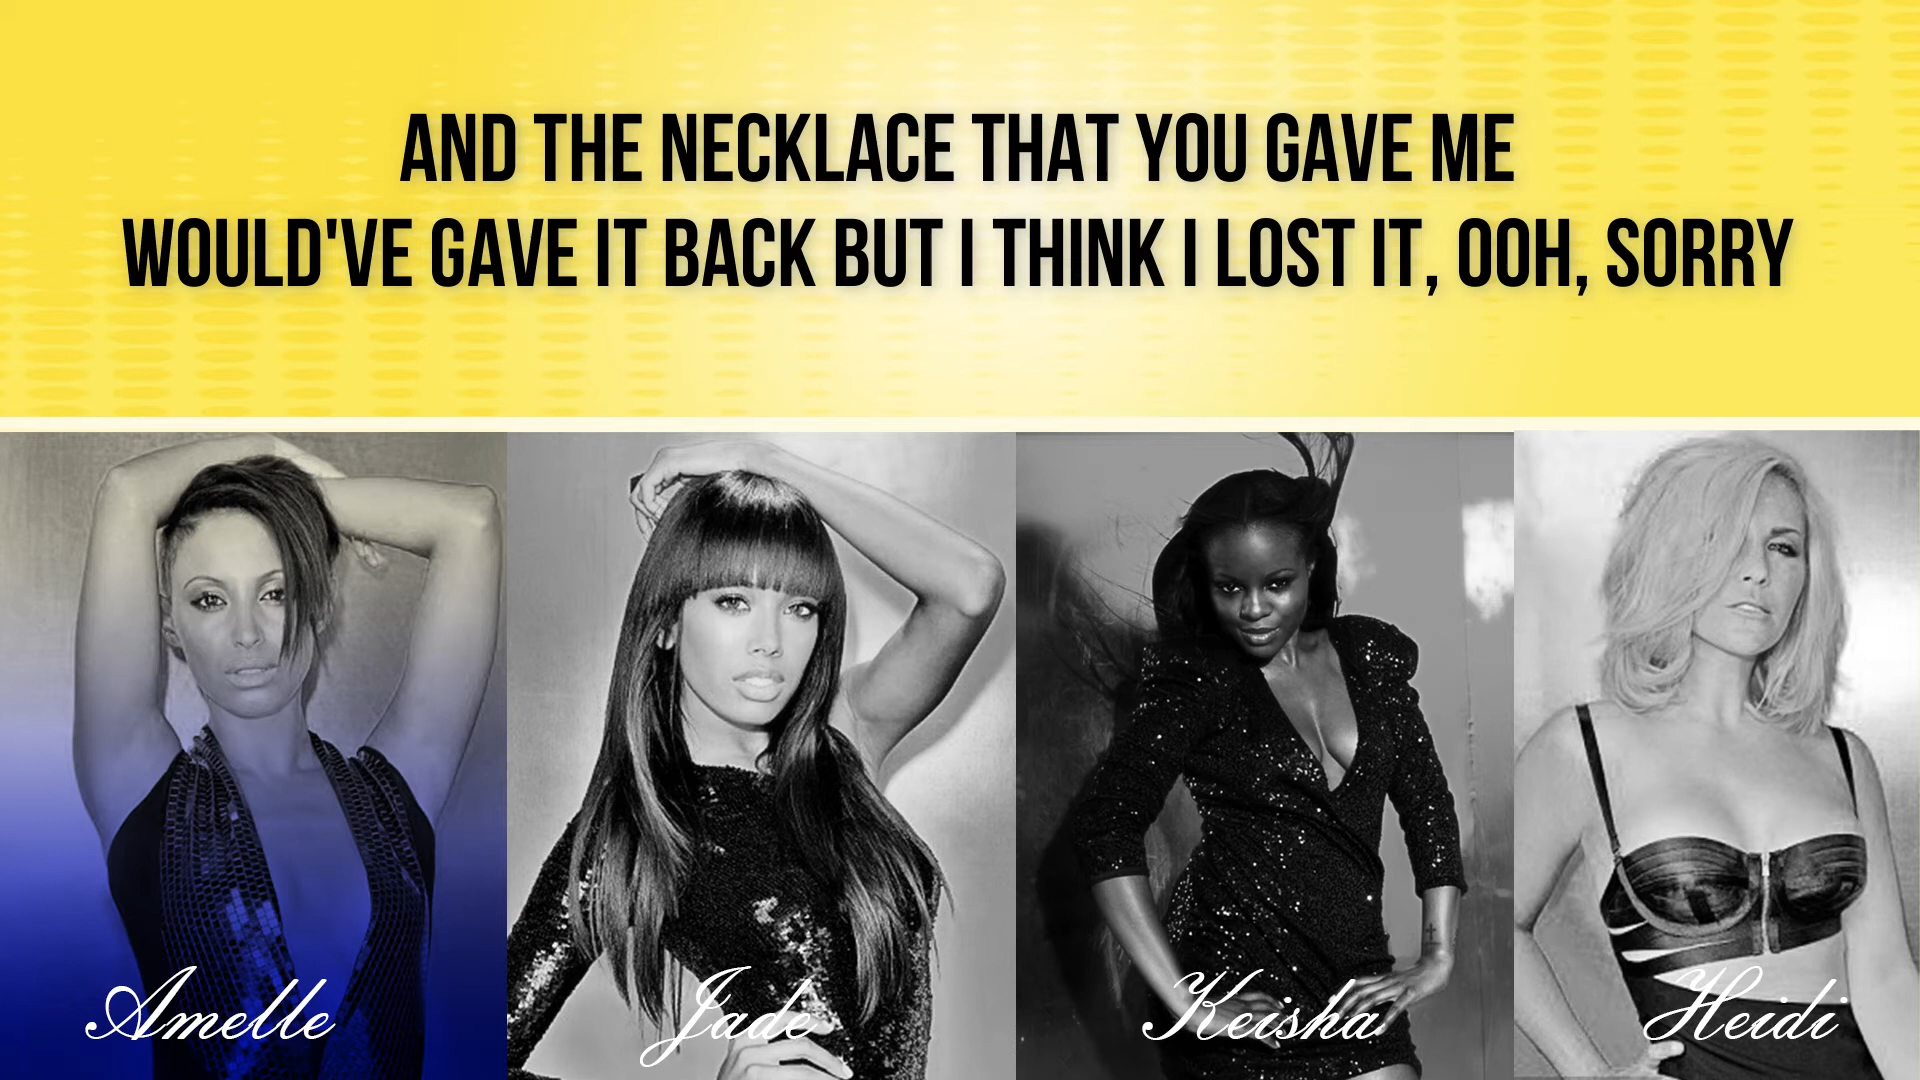 AND THE NECKLACE THAT YOU GAVE ME
WOULD'VE GAVE IT BACK BUT I THINK I LOST IT, OOH, SORRY
Amelle
Jade
Keisha
Heidi